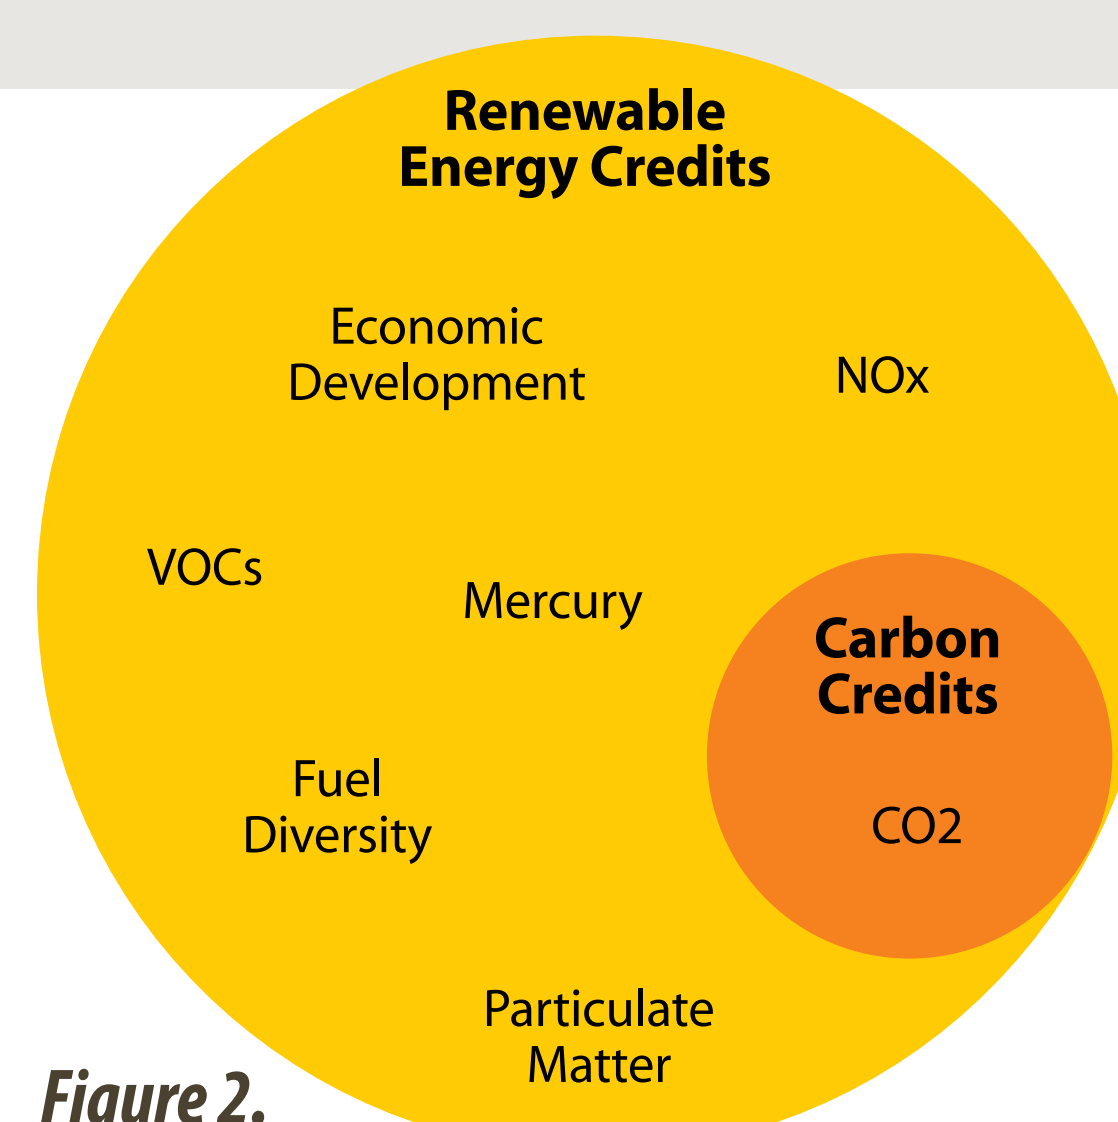 Renewable
Energy Credits
Economic
Development
NOx
VOCs
Mercury
Carbon
Credits
Fuel
Diversity
CO2
Particulate
Matter
Figure 2.